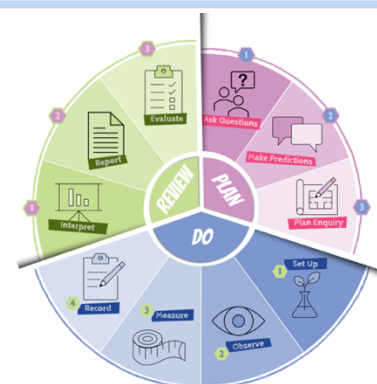 3
Evaluate
2
Report
1
Interpret
REVIEW
1
Ask Questions
2
Make Predictions
3
Plan Enquiry
PLAN
DO
1
Set Up
2
Observe
3
Measure
4
Record